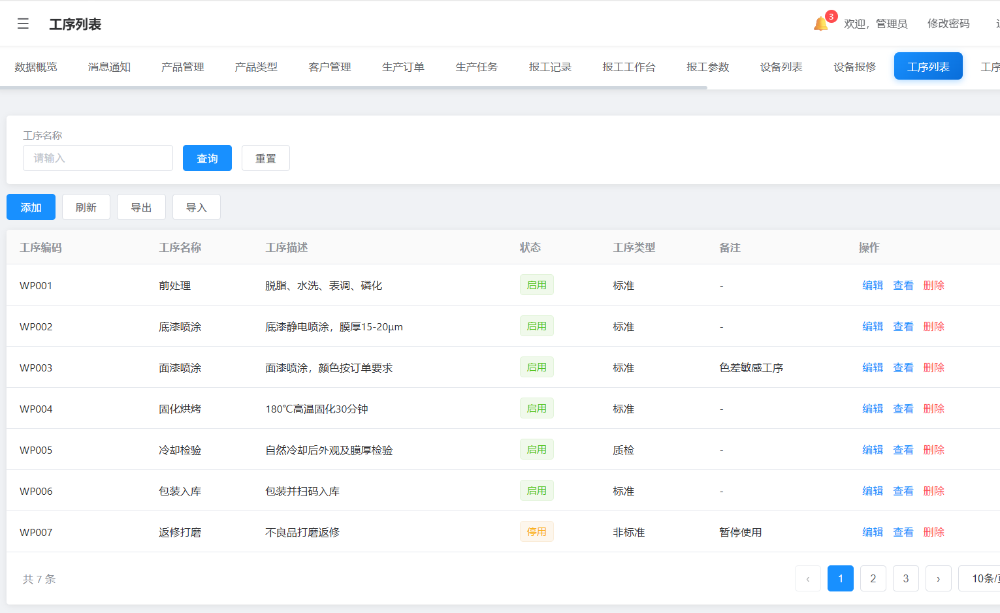 ☰ 工序列表 3 欢迎，管理员 修改密码
数据概览 消息通知 产品管理 产品类型 客户管理 生产订单 生产任务 报工记录 报工工作台 报工参数 设备列表 设备报修 工序列表 工序
工序名称
请输入 查询 重置
添加 刷新 导出 导入
工序编码 工序名称 工序描述 状态 工序类型 备注 操作
WP001 前处理 脱脂、水洗、表调、磷化 启用 标准 - 编辑 查看 删除
WP002 底漆喷涂 底漆静电喷涂，膜厚15-20μm 启用 标准 - 编辑 查看 删除
WP003 面漆喷涂 面漆喷涂，颜色按订单要求 启用 标准 色差敏感工序 编辑 查看 删除
WP004 固化烘烤 180℃高温固化30分钟 启用 标准 - 编辑 查看 删除
WP005 冷却检验 自然冷却后外观及膜厚检验 启用 质检 - 编辑 查看 删除
WP006 包装入库 包装并扫码入库 启用 标准 - 编辑 查看 删除
WP007 返修打磨 不良品打磨返修 停用 非标准 暂停使用 编辑 查看 删除
共 7 条 ‹ 1 2 3 › 10条/